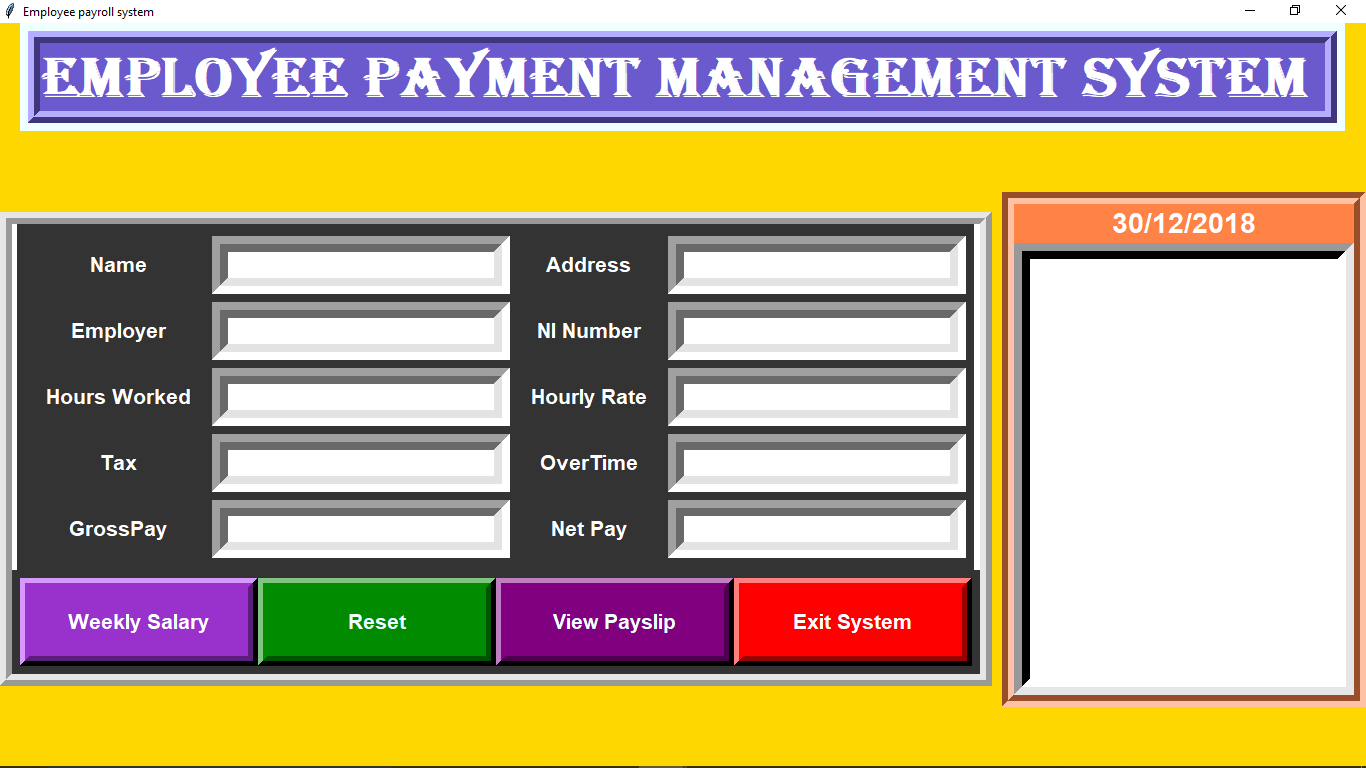 Employee payroll system
EMPLOYEE PAYMENT MANAGEMENT SYSTEM
30/12/2018
Name
Address
Employer
NI Number
Hours Worked
Hourly Rate
Tax
OverTime
GrossPay
Net Pay
Weekly Salary
Reset
View Payslip
Exit System